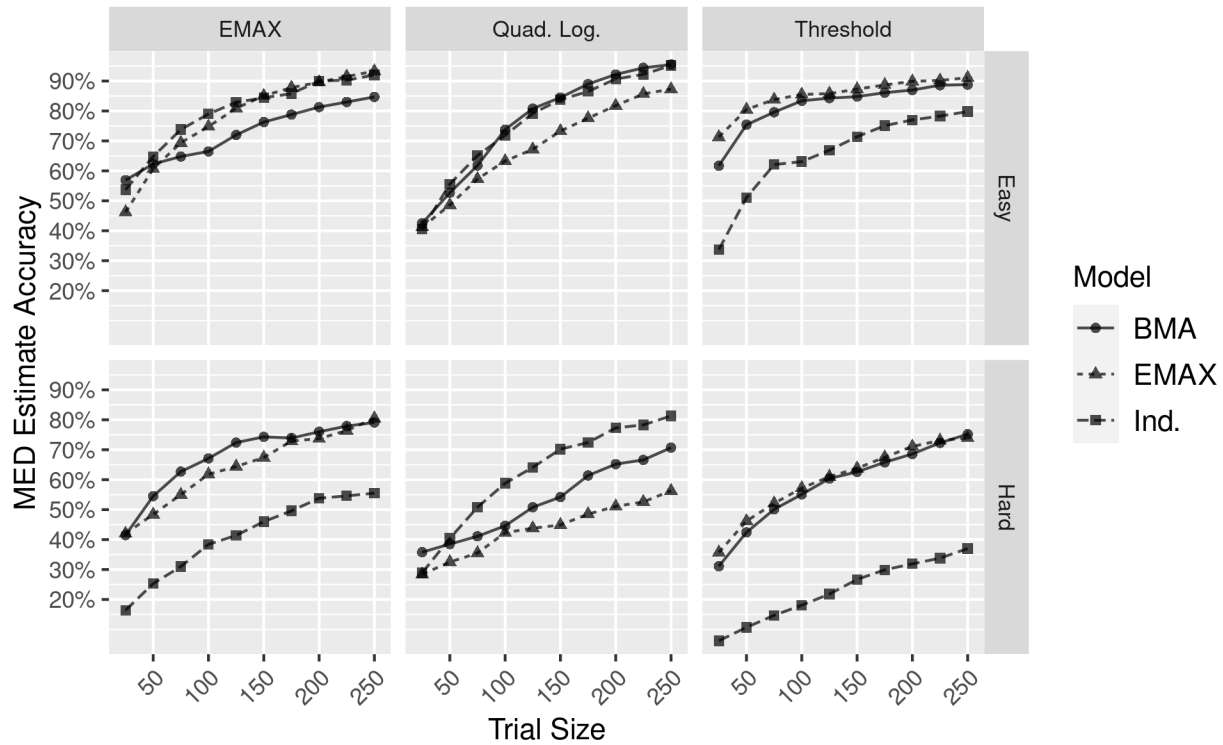 EMAX
Quad. Log.
Threshold
90%
80%
70%
60%
50%
40%
30%
20%
Easy
90%
80%
70%
60%
50%
40%
30%
20%
Hard
MED Estimate Accuracy
50 100 150 200 250
50 100 150 200 250
50 100 150 200 250
Trial Size
Model
BMA
EMAX
Ind.